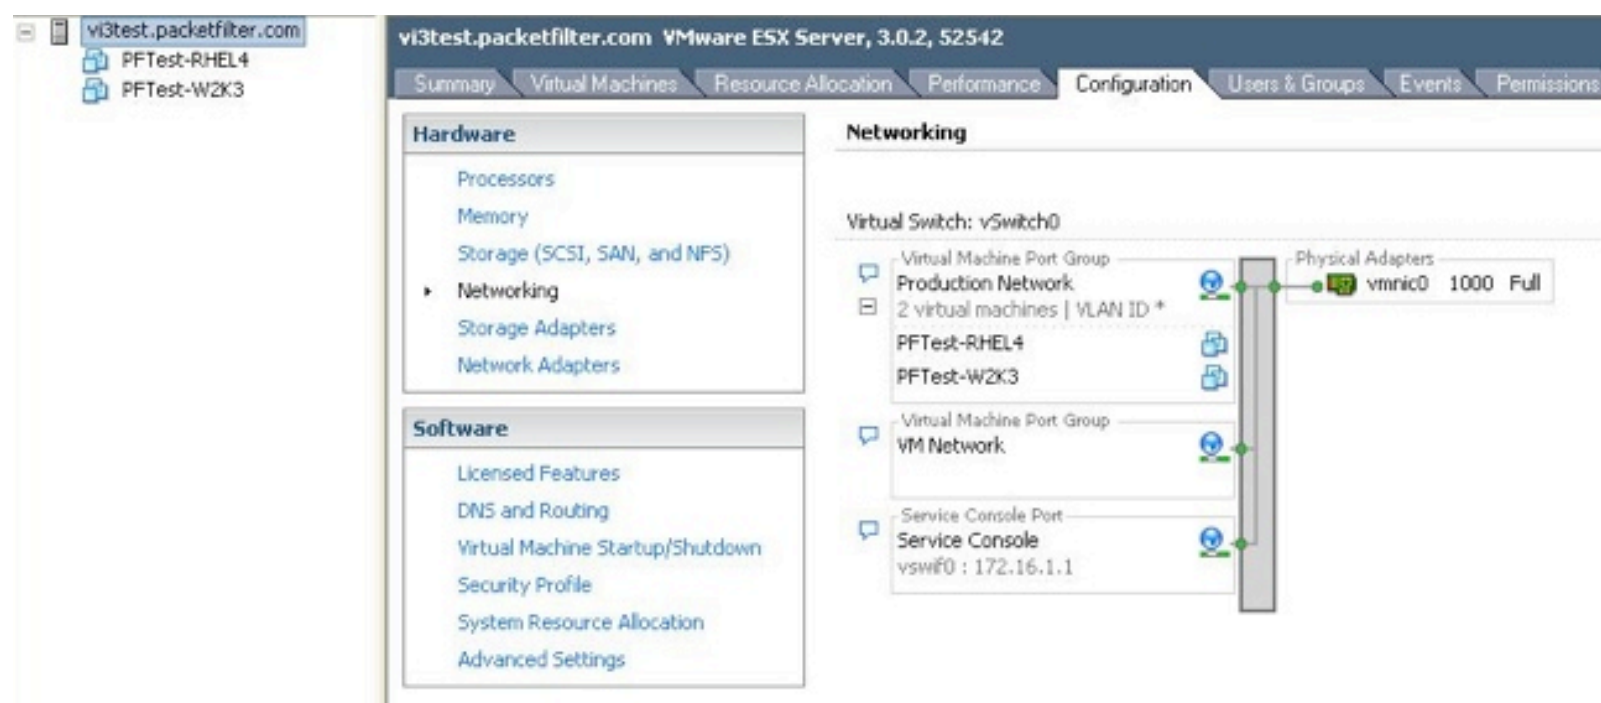 vi3test.packetfilter.com
PFTest-RHEL4
PFTest-W2K3
vi3test.packetfilter.com VMware ESX Server, 3.0.2, 52542
Summary Virtual Machines Resource Allocation Performance Configuration Users & Groups Events Permissions
Hardware
Processors
Memory
Storage (SCSI, SAN, and NFS)
Networking
Storage Adapters
Network Adapters
Software
Licensed Features
DNS and Routing
Virtual Machine Startup/Shutdown
Security Profile
System Resource Allocation
Advanced Settings
Networking
Virtual Switch: vSwitch0
Virtual Machine Port Group
Production Network
2 virtual machines | VLAN ID *
PFTest-RHEL4
PFTest-W2K3
Physical Adapters
vmnic0 1000 Full
Virtual Machine Port Group
VM Network
Service Console Port
Service Console
vswif0 : 172.16.1.1